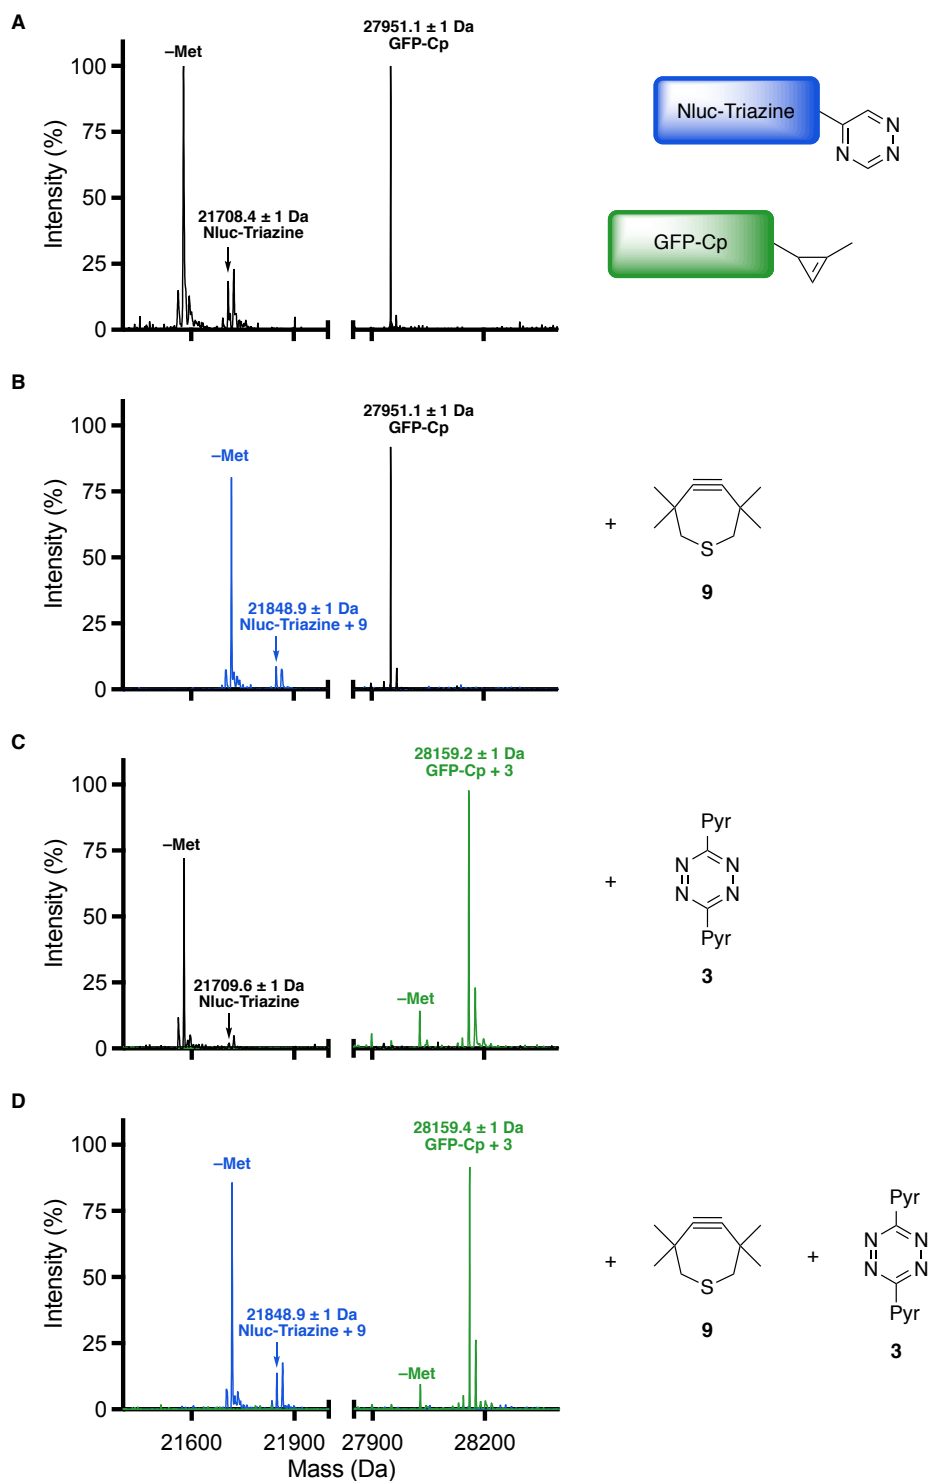 A
27951.1 ± 1 Da
GFP-Cp
–Met
100
75
50
25
0
Intensity (%)
21708.4 ± 1 Da
Nluc-Triazine
Nluc-Triazine
N
N
N
GFP-Cp
B
27951.1 ± 1 Da
GFP-Cp
–Met
100
75
50
25
0
Intensity (%)
21848.9 ± 1 Da
Nluc-Triazine + 9
+
S
9
C
28159.2 ± 1 Da
GFP-Cp + 3
–Met
100
75
50
25
0
Intensity (%)
21709.6 ± 1 Da
Nluc-Triazine
–Met
+
Pyr
N N
N N
Pyr
3
D
28159.4 ± 1 Da
GFP-Cp + 3
–Met
100
75
50
25
0
Intensity (%)
21848.9 ± 1 Da
Nluc-Triazine + 9
–Met
+
S
9
+
Pyr
N N
N N
Pyr
3
21600 21900 27900 28200
Mass (Da)